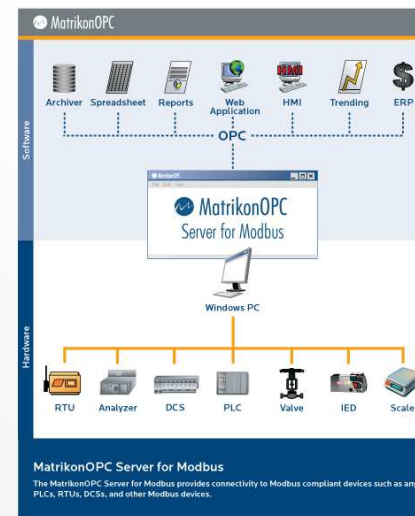 MatrikonOPC
Software
Archiver Spreadsheet Reports Web Application HMI Trending ERP
OPC
MatrikonOPC
Server for Modbus
Windows PC
Hardware
RTU Analyzer DCS PLC Valve IED Scale
MatrikonOPC Server for Modbus
The MatrikonOPC Server for Modbus provides connectivity to Modbus compliant devices such as
PLCs, RTUs, DCSs, and other Modbus devices.